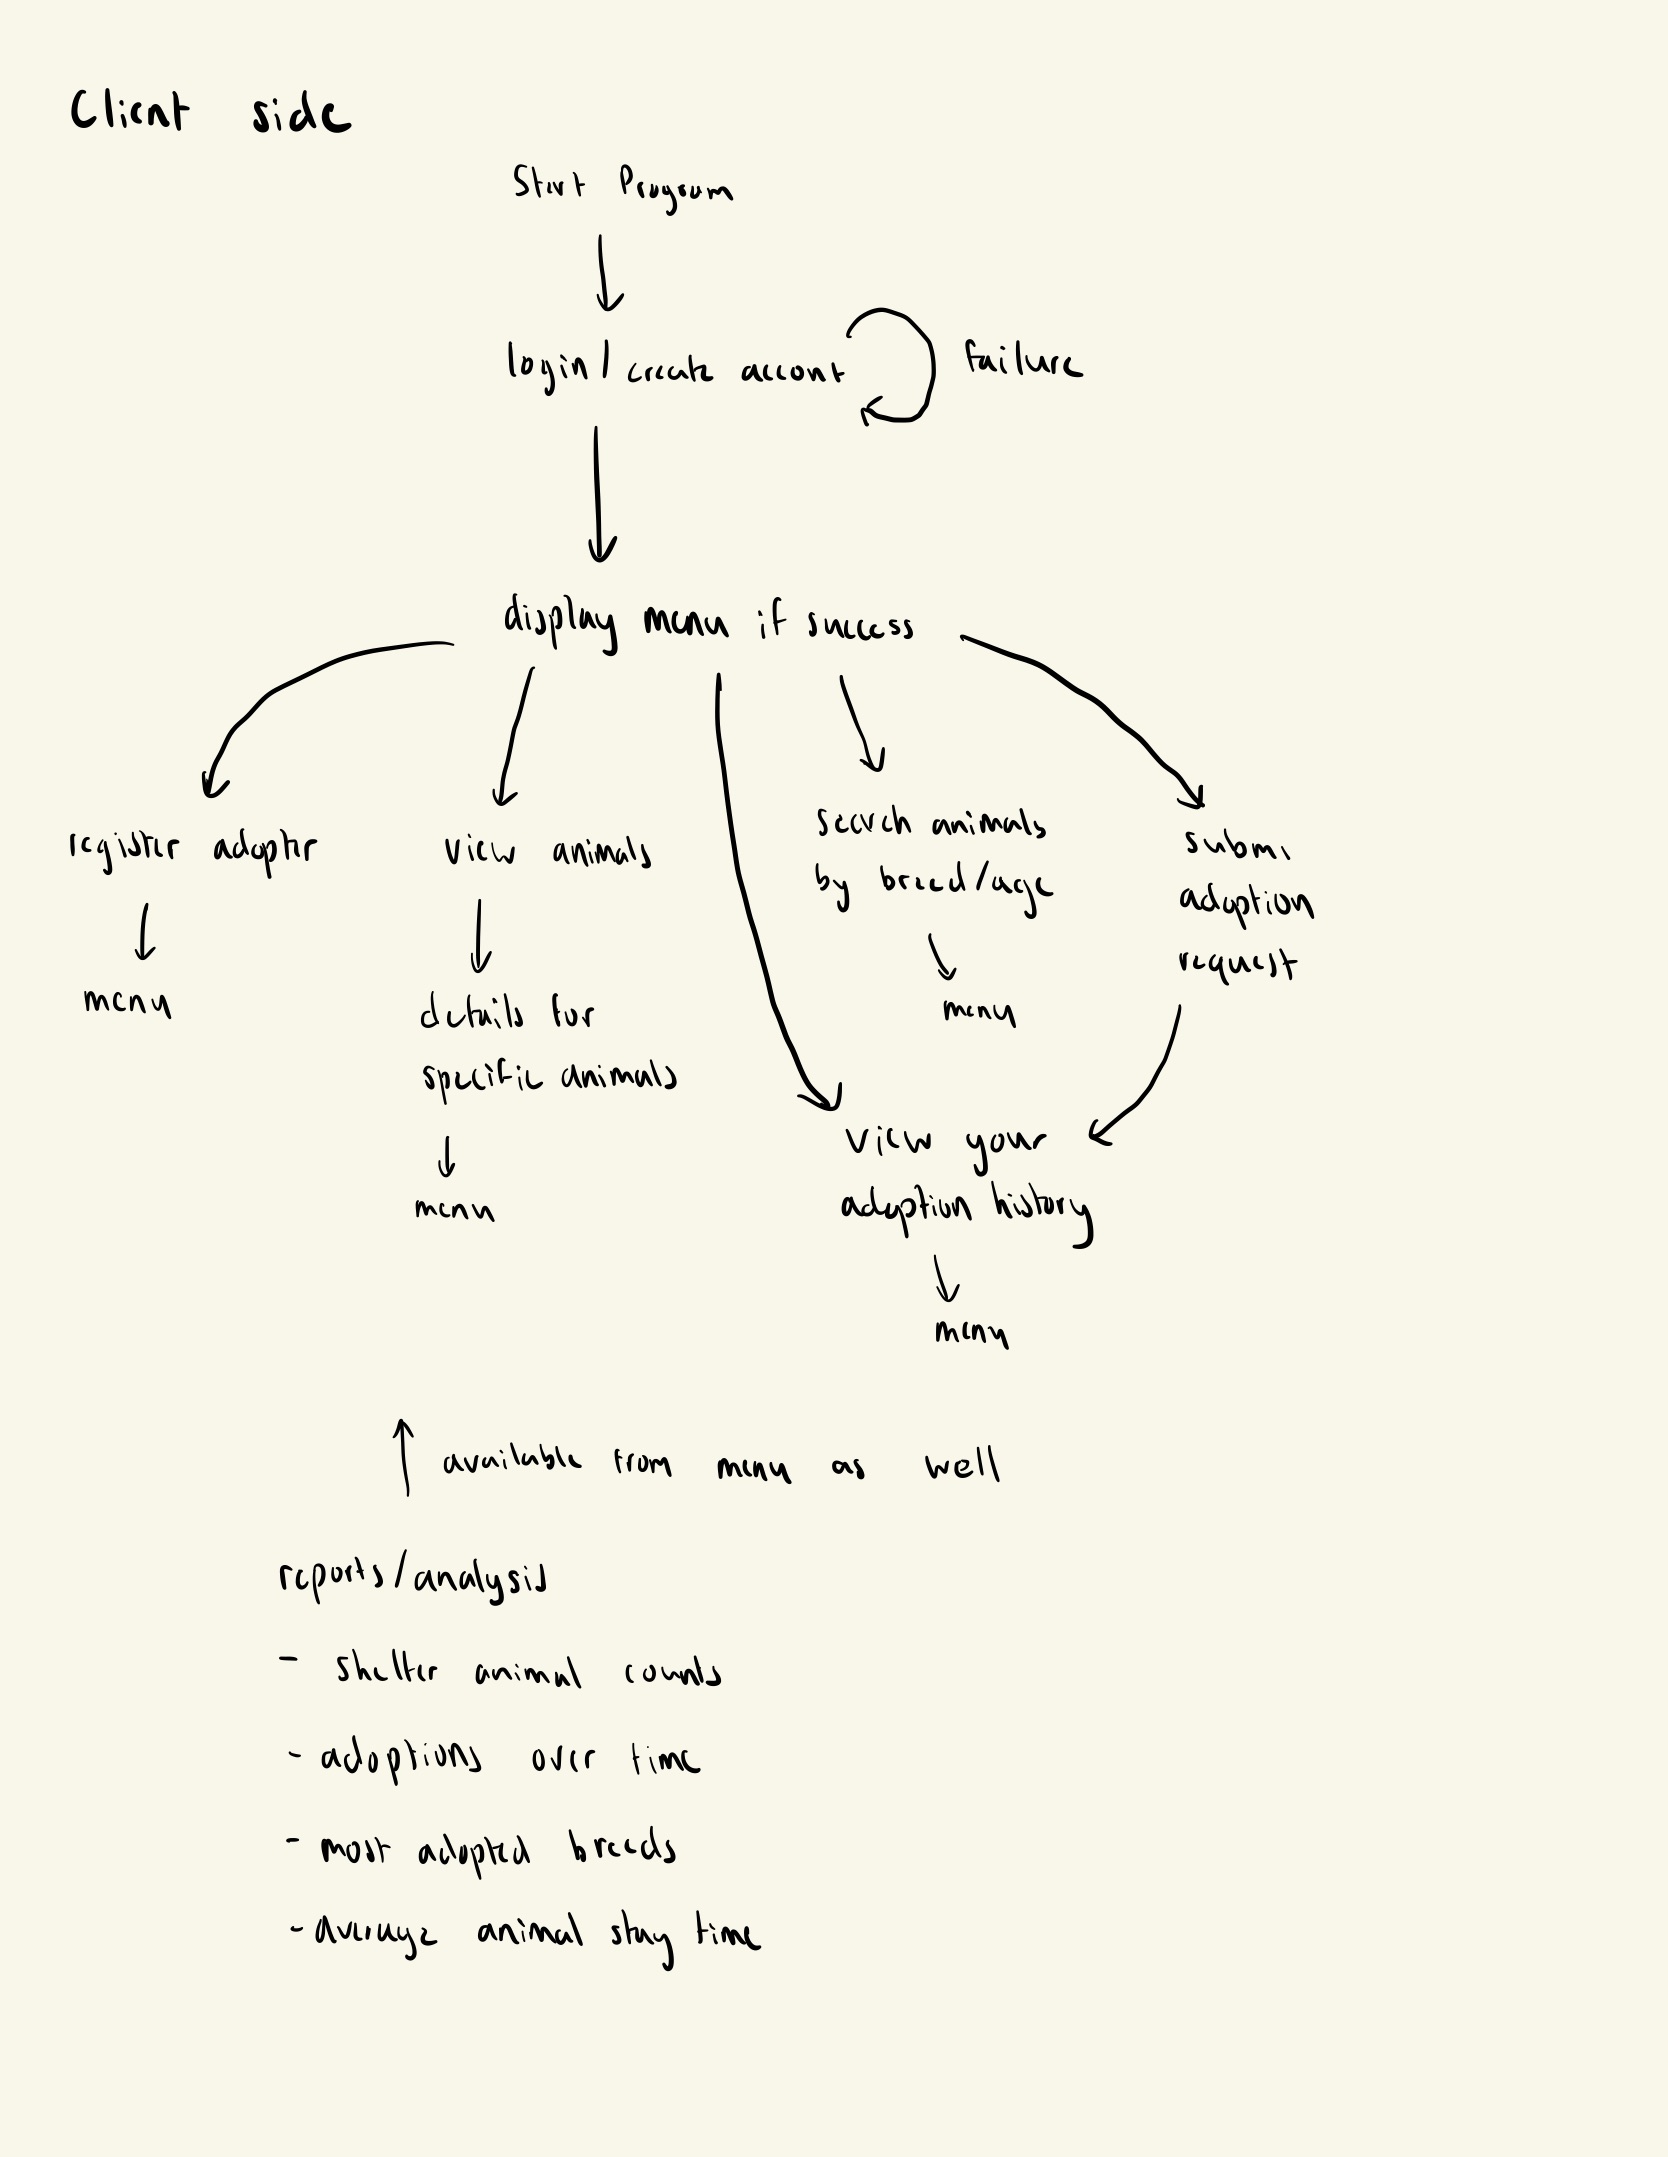 Client side
Start Program
login/create accont
failure
display menu if success
register adopter
menu
view animals
details for
specific animals
menu
search animals
by breed/age
menu
submi
adoption
request
view your
adoption history
menu
available from menu as well
reports/analysis
- shelter animal counts
- adoptions over time
- most adopted breeds
- average animal stay time